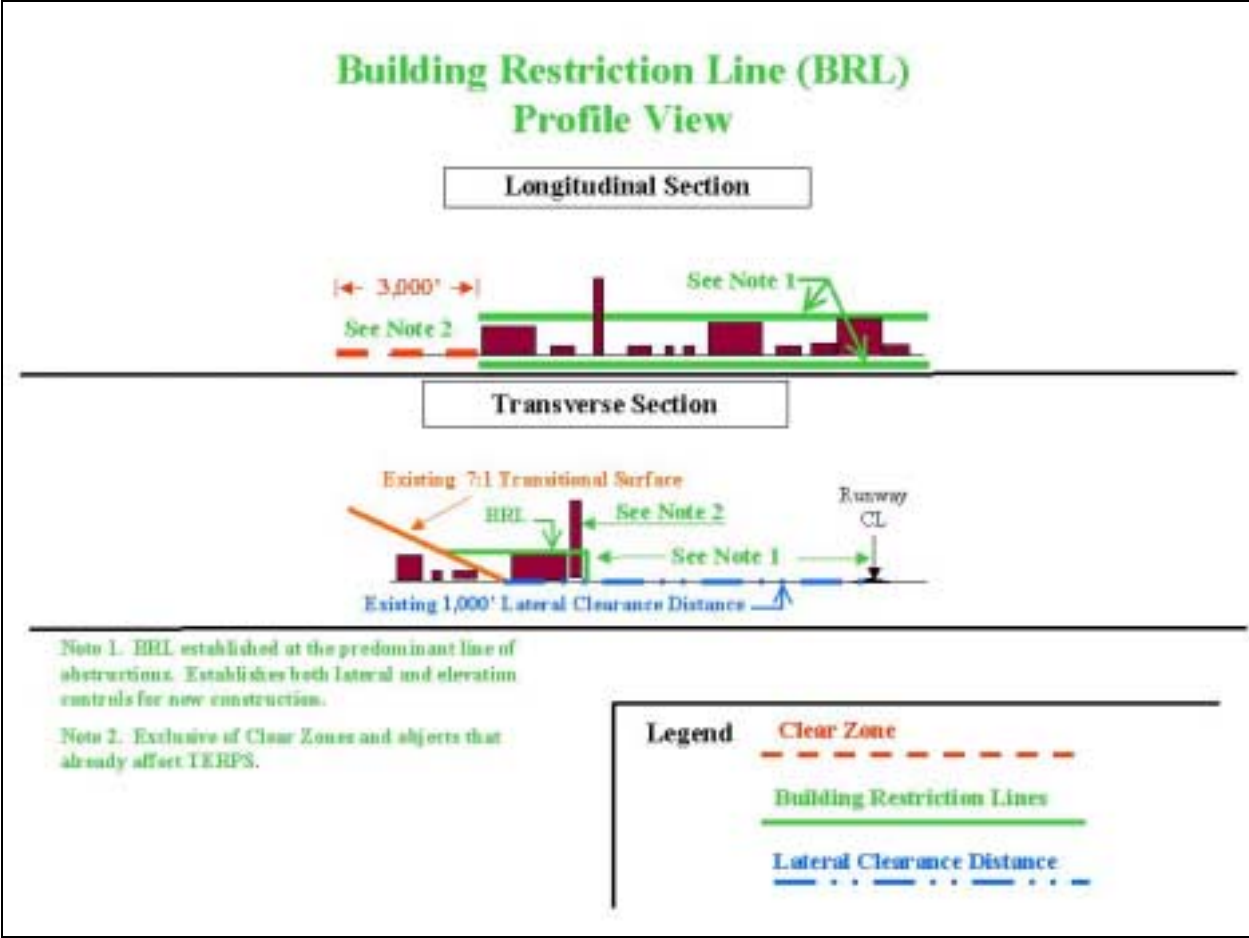 Building Restriction Line (BRL)
Profile View
Longitudinal Section
3,000'
See Note 1
See Note 2
Transverse Section
Existing 7:1 Transitional Surface
Runway
CL
BRL
See Note 2
See Note 1
Existing 1,000' Lateral Clearance Distance
Note 1. BRL established at the predominant line of
obstructions. Establishes both lateral and elevation
controls for new construction.
Note 2. Exclusive of Clear Zones and objects that
already affect TERPS.
Legend
Clear Zone
Building Restriction Lines
Lateral Clearance Distance